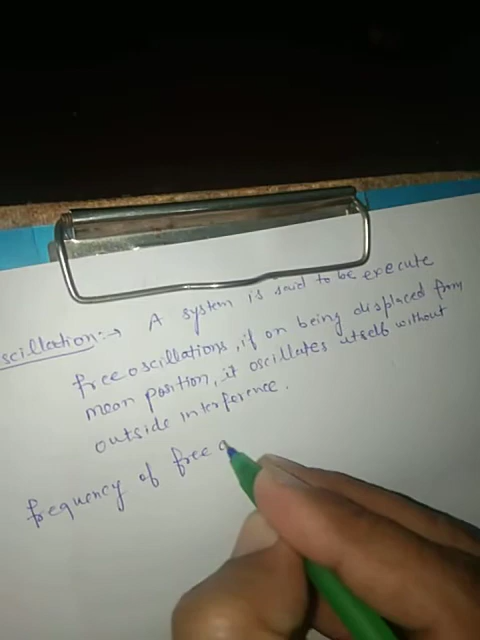 scillation:→ A system is said to be execute
free oscillations, if on being displaced from
mean position, it oscillates itself without
outside interference.
frequency of free o